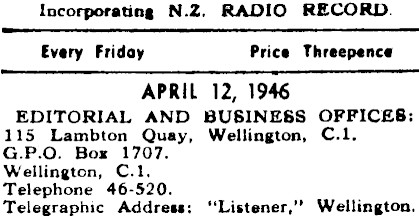 Incorporating N.Z. RADIO RECORD.
Every Friday Price Threepence
APRIL 12, 1946
EDITORIAL AND BUSINESS OFFICES:
115 Lambton Quay, Wellington, C.1.
G.P.O. Box 1707.
Wellington, C.1.
Telephone 46-520.
Telegraphic Address: "Listener," Wellington.